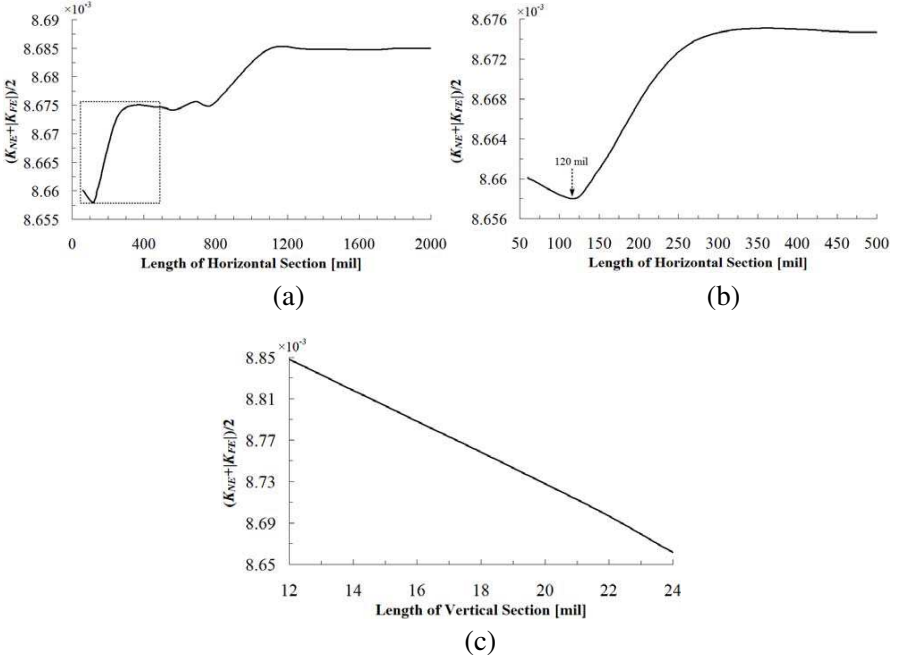 ×10⁻³
8.69
8.685
8.68
8.675
8.67
8.665
8.66
8.655
(K_NE+|K_FE|)/2
0 400 800 1200 1600 2000
Length of Horizontal Section [mil]
(a)
×10⁻³
8.676
8.672
8.668
8.664
8.66
8.656
(K_NE+|K_FE|)/2
120 mil
50 100 150 200 250 300 350 400 450 500
Length of Horizontal Section [mil]
(b)
×10⁻³
8.85
8.81
8.77
8.73
8.69
8.65
(K_NE+|K_FE|)/2
12 14 16 18 20 22 24
Length of Vertical Section [mil]
(c)